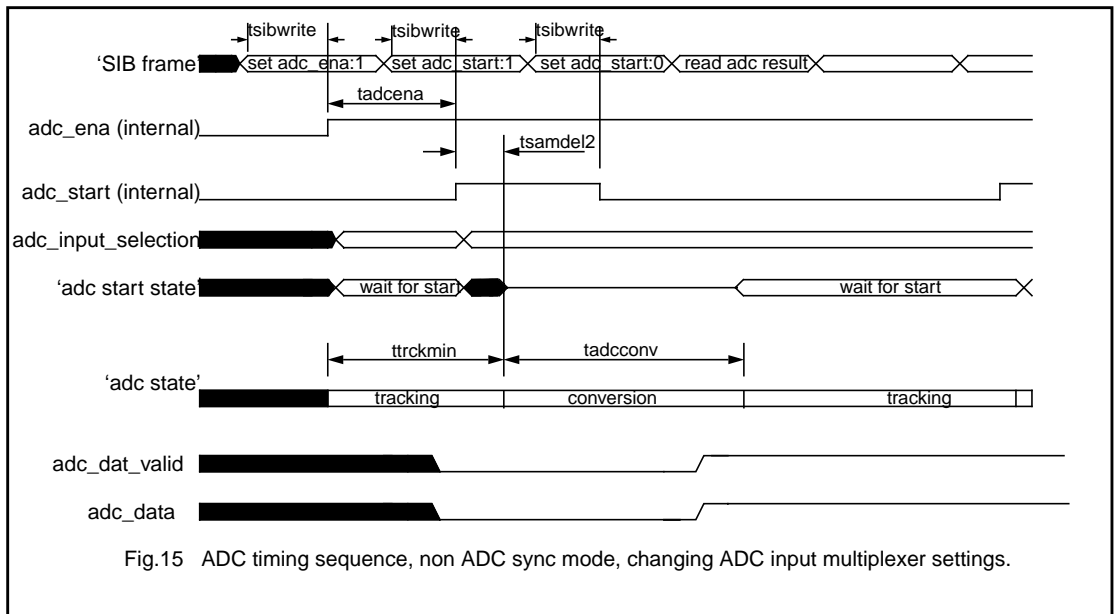 tsibwrite tsibwrite tsibwrite
‘SIB frame’ set adc_ena:1 set adc_start:1 set adc_start:0 read adc result
tadcena
adc_ena (internal)
tsamdel2
adc_start (internal)
adc_input_selection
‘adc start state’ wait for start wait for start
ttrckmin tadcconv
‘adc state’
tracking conversion tracking
adc_dat_valid
adc_data
Fig.15 ADC timing sequence, non ADC sync mode, changing ADC input multiplexer settings.